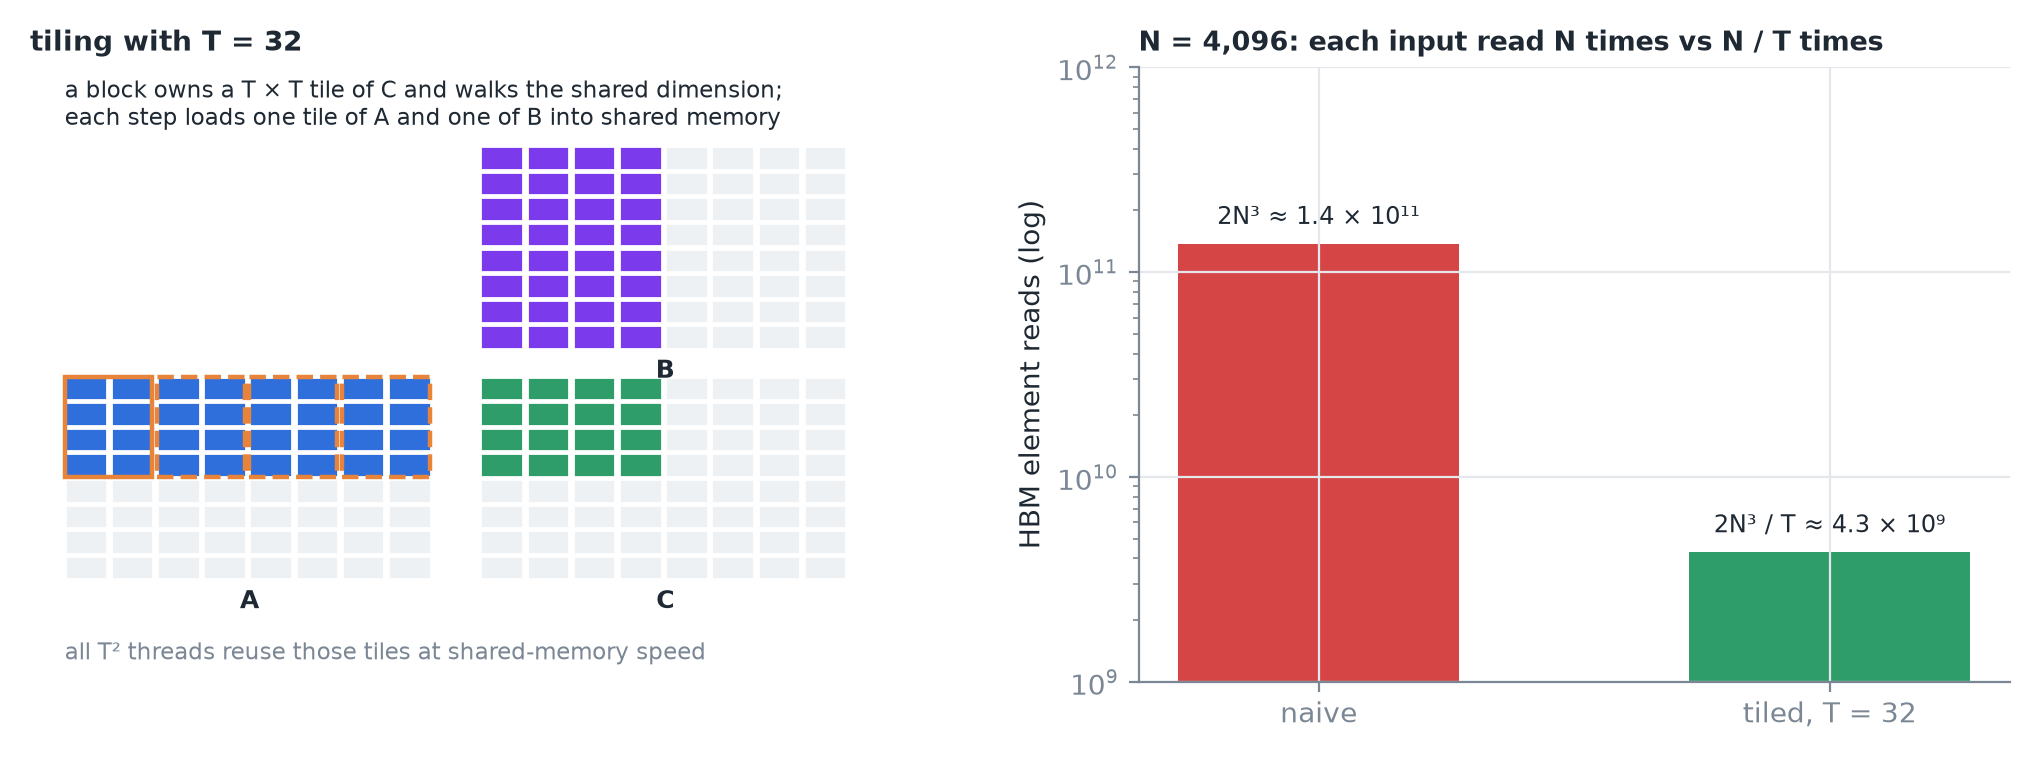 tiling with T = 32
a block owns a T × T tile of C and walks the shared dimension;
each step loads one tile of A and one of B into shared memory
B
A
C
all T² threads reuse those tiles at shared-memory speed
N = 4,096: each input read N times vs N / T times
HBM element reads (log)
10¹²
10¹¹
10¹⁰
10⁹
2N³ ≈ 1.4 × 10¹¹
2N³ / T ≈ 4.3 × 10⁹
naive
tiled, T = 32